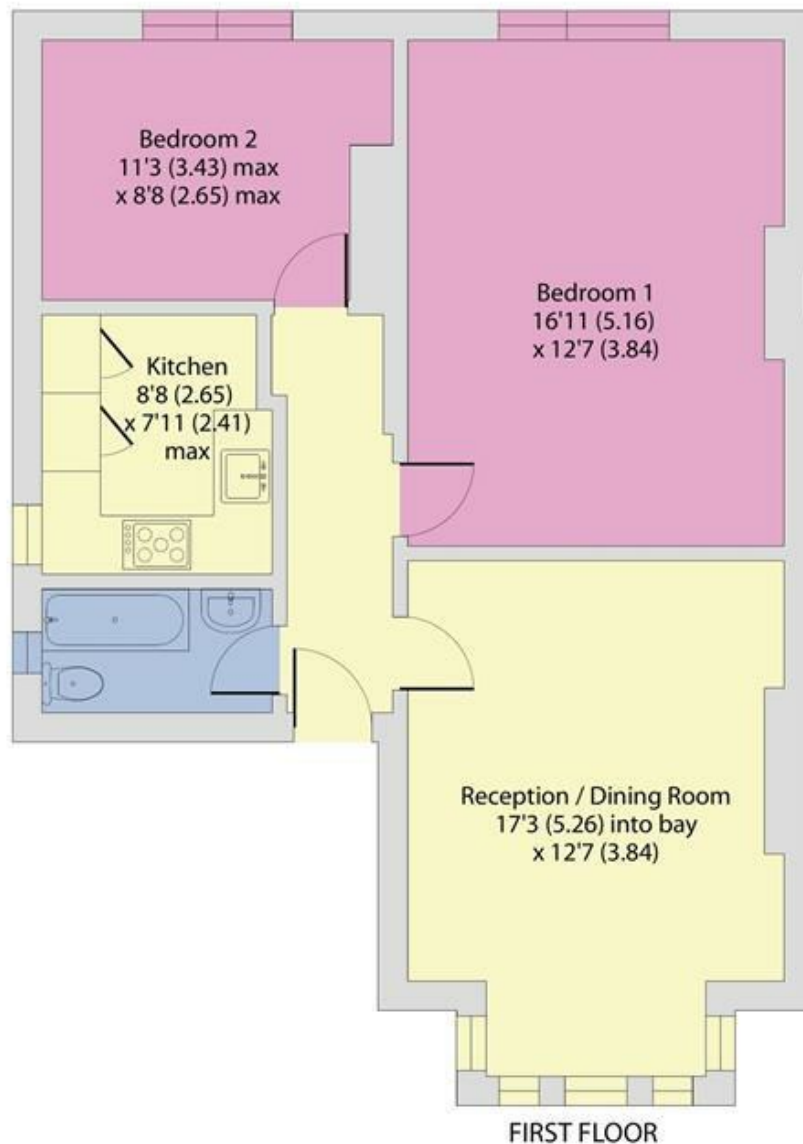 Bedroom 2
11'3 (3.43) max
x 8'8 (2.65) max
Bedroom 1
16'11 (5.16)
x 12'7 (3.84)
Kitchen
8'8 (2.65)
x 7'11 (2.41)
max
Reception / Dining Room
17'3 (5.26) into bay
x 12'7 (3.84)
FIRST FLOOR